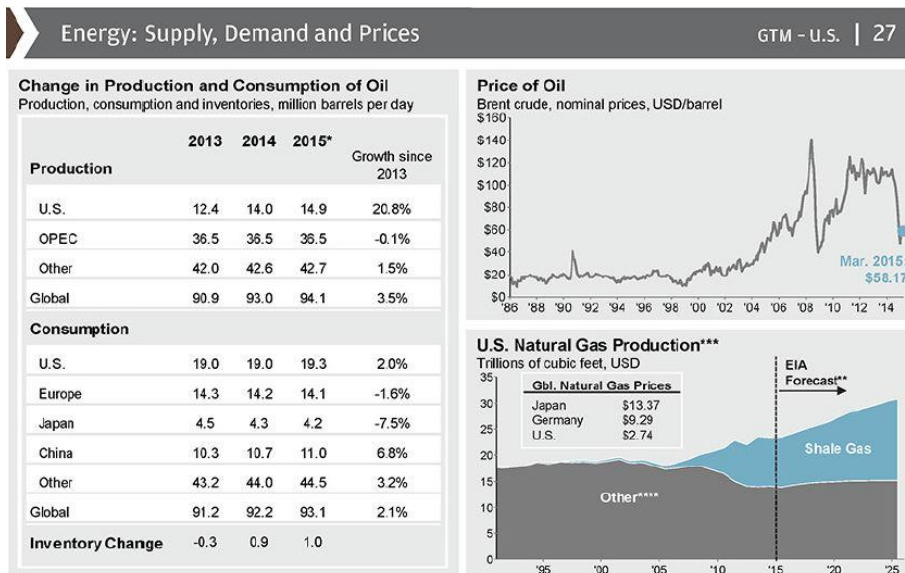 Energy: Supply, Demand and Prices
GTM – U.S. | 27
Change in Production and Consumption of Oil
Production, consumption and inventories, million barrels per day
2013 2014 2015* Growth since 2013
Production
U.S. 12.4 14.0 14.9 20.8%
OPEC 36.5 36.5 36.5 -0.1%
Other 42.0 42.6 42.7 1.5%
Global 90.9 93.0 94.1 3.5%
Consumption
U.S. 19.0 19.0 19.3 2.0%
Europe 14.3 14.2 14.1 -1.6%
Japan 4.5 4.3 4.2 -7.5%
China 10.3 10.7 11.0 6.8%
Other 43.2 44.0 44.5 3.2%
Global 91.2 92.2 93.1 2.1%
Inventory Change -0.3 0.9 1.0
Price of Oil
Brent crude, nominal prices, USD/barrel
$160
$140
$120
$100
$80
$60
$40
$20
$0
Mar. 2015:
$58.17
'86 '88 '90 '92 '94 '96 '98 '00 '02 '04 '06 '08 '10 '12 '14
U.S. Natural Gas Production***
Trillions of cubic feet, USD
35
30
25
20
15
10
5
0
Gbl. Natural Gas Prices
Japan $13.37
Germany $9.29
U.S. $2.74
EIA
Forecast**
Shale Gas
Other****
'95 '00 '05 '10 '15 '20 '25